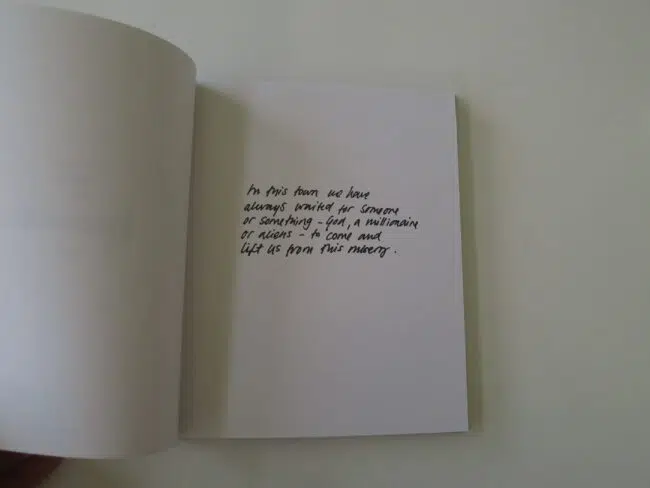 In this town we have
always waited for someone
or something - God, a millionaire
or aliens - to come and
lift us from this misery.